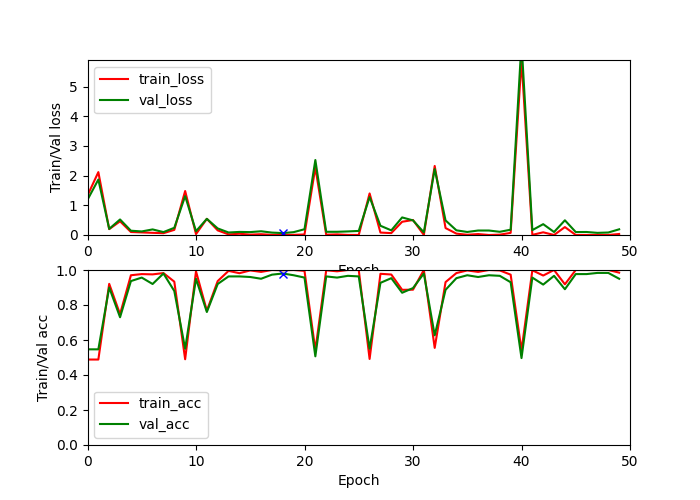 train_loss
val_loss
Train/Val loss
5
4
3
2
1
0
0 10 20 30 40 50
Epoch
train_acc
val_acc
Train/Val acc
1.0
0.8
0.6
0.4
0.2
0.0
0 10 20 30 40 50
Epoch